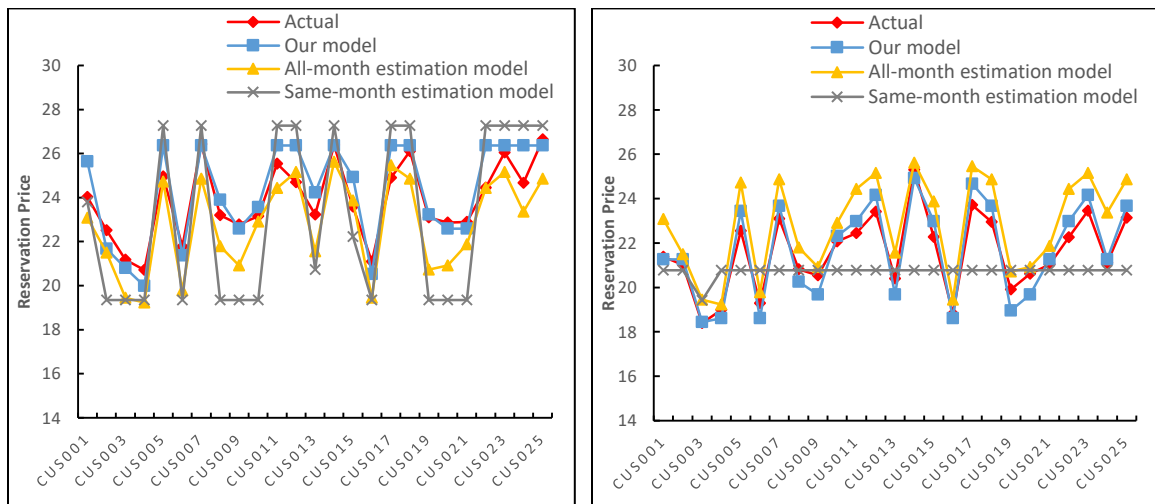 Actual
Our model
All-month estimation model
Same-month estimation model
Reservation Price
30
28
26
24
22
20
18
16
14
CUS001
CUS003
CUS005
CUS007
CUS009
CUS011
CUS013
CUS015
CUS017
CUS019
CUS021
CUS023
CUS025
Actual
Our model
All-month estimation model
Same-month estimation model
Reservation Price
30
28
26
24
22
20
18
16
14
CUS001
CUS003
CUS005
CUS007
CUS009
CUS011
CUS013
CUS015
CUS017
CUS019
CUS021
CUS023
CUS025